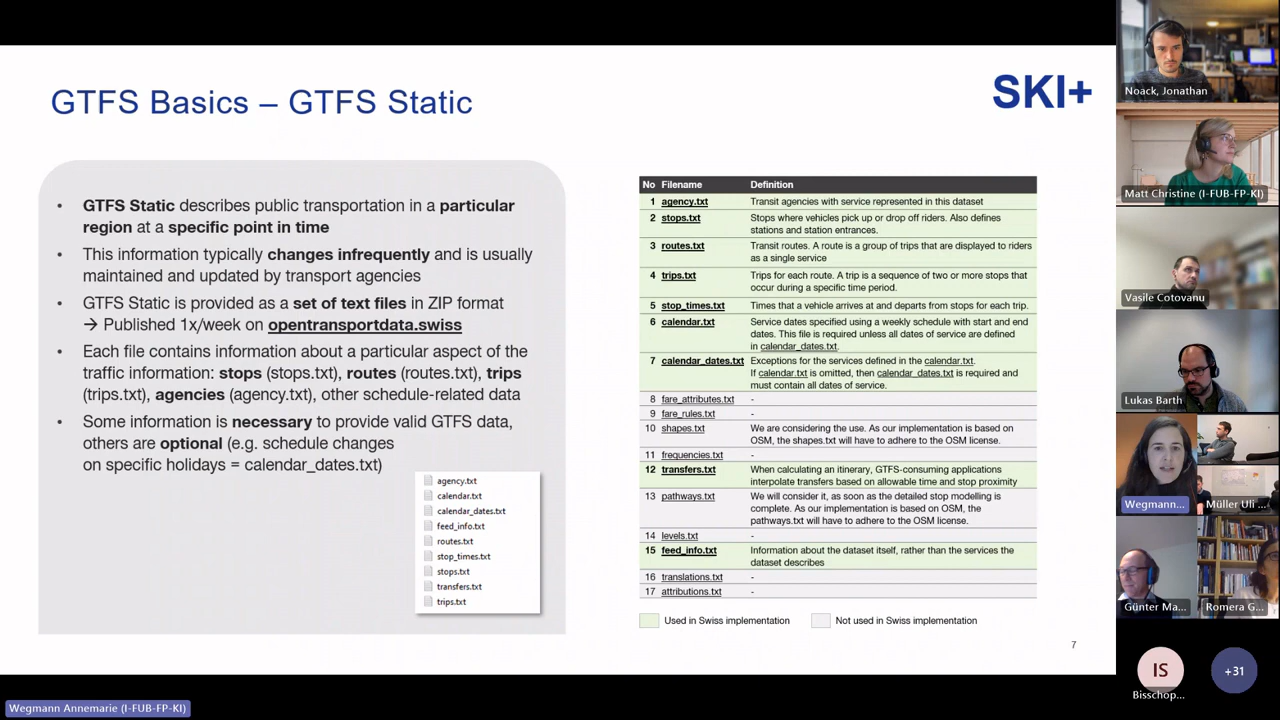 GTFS Basics – GTFS Static
SKI+
• GTFS Static describes public transportation in a particular
region at a specific point in time
• This information typically changes infrequently and is usually
maintained and updated by transport agencies
• GTFS Static is provided as a set of text files in ZIP format
→ Published 1x/week on opentransportdata.swiss
• Each file contains information about a particular aspect of the
traffic information: stops (stops.txt), routes (routes.txt), trips
(trips.txt), agencies (agency.txt), other schedule-related data
• Some information is necessary to provide valid GTFS data,
others are optional (e.g. schedule changes
on specific holidays = calendar_dates.txt)
agency.txt
calendar.txt
calendar_dates.txt
feed_info.txt
routes.txt
stop_times.txt
stops.txt
transfers.txt
trips.txt
No Filename Definition
1 agency.txt Transit agencies with service represented in this dataset
2 stops.txt Stops where vehicles pick up or drop off riders. Also defines
stations and station entrances.
3 routes.txt Transit routes. A route is a group of trips that are displayed to riders
as a single service
4 trips.txt Trips for each route. A trip is a sequence of two or more stops that
occur during a specific time period.
5 stop_times.txt Times that a vehicle arrives at and departs from stops for each trip.
6 calendar.txt Service dates specified using a weekly schedule with start and end
dates. This file is required unless all dates of service are defined
in calendar_dates.txt.
7 calendar_dates.txt Exceptions for the services defined in the calendar.txt.
If calendar.txt is omitted, then calendar_dates.txt is required and
must contain all dates of service.
8 fare_attributes.txt -
9 fare_rules.txt -
10 shapes.txt We are considering the use. As our implementation is based on
OSM, the shapes.txt will have to adhere to the OSM license.
11 frequencies.txt -
12 transfers.txt When calculating an itinerary, GTFS-consuming applications
interpolate transfers based on allowable time and stop proximity
13 pathways.txt We will consider it, as soon as the detailed stop modelling is
complete. As our implementation is based on OSM, the
pathways.txt will have to adhere to the OSM license.
14 levels.txt -
15 feed_info.txt Information about the dataset itself, rather than the services the
dataset describes
16 translations.txt -
17 attributions.txt -
Used in Swiss implementation Not used in Swiss implementation
7
Noack, Jonathan
Matt Christine (I-FUB-FP-KI)
Vasile Cotovanu
Lukas Barth
Wegmann... Müller Uli ...
Günter Ma... Romera G...
IS +31
Bisschop...
Wegmann Annemarie (I-FUB-FP-KI)